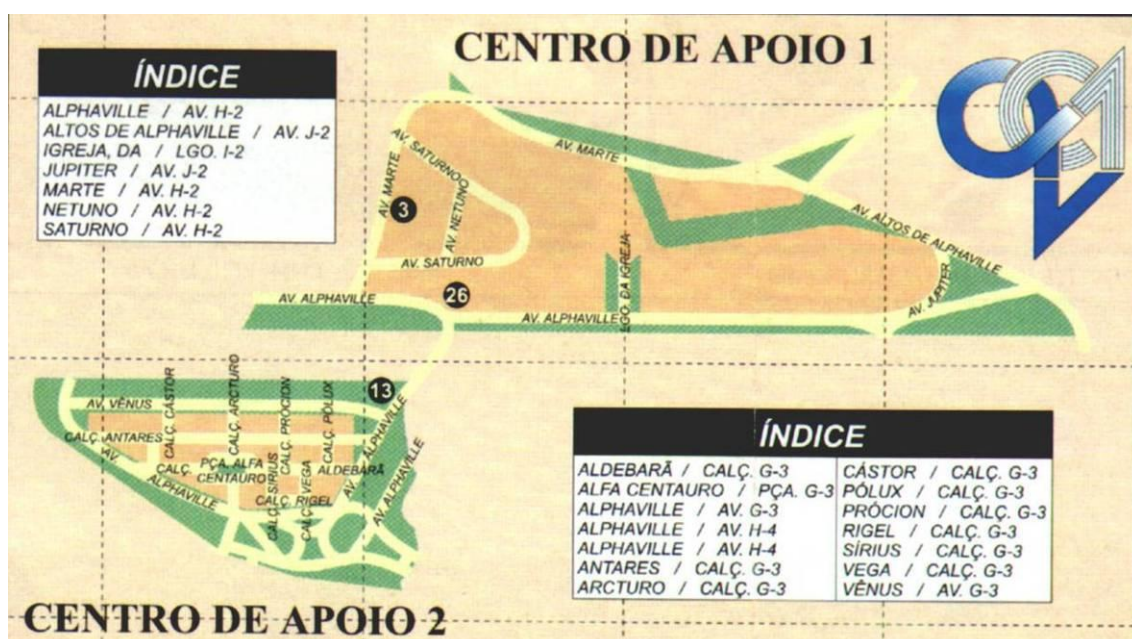 CENTRO DE APOIO 1
ÍNDICE
ALPHAVILLE / AV. H-2
ALTOS DE ALPHAVILLE / AV. J-2
IGREJA, DA / LGO. I-2
JUPITER / AV. J-2
MARTE / AV. H-2
NETUNO / AV. H-2
SATURNO / AV. H-2
AV. SATURNO
AV. MARTE
AV. MARTE
3
AV. NETUNO
AV. SATURNO
AV. ALTOS DE ALPHAVILLE
LGO. DA IGREJA
AV. JUPITER
AV. ALPHAVILLE
26
AV. ALPHAVILLE
13
CALÇ. CÁSTOR
CALÇ. ARCTURO
CALÇ. PRÓCION
CALÇ. PÓLUX
AV. VÊNUS
CALÇ. ANTARES
AV. ALPHAVILLE
AV. ALPHAVILLE
CALÇ.
PÇA. ALFA
CENTAURO
CALÇ. SÍRIUS
CALÇ. VEGA
ALDEBARÃ
CALÇ. RIGEL
AV.
ALPHAVILLE
AV.
ÍNDICE
ALDEBARÃ / CALÇ. G-3
ALFA CENTAURO / PÇA. G-3
ALPHAVILLE / AV. G-3
ALPHAVILLE / AV. H-4
ALPHAVILLE / AV. H-4
ANTARES / CALÇ. G-3
ARCTURO / CALÇ. G-3
CÁSTOR / CALÇ. G-3
PÓLUX / CALÇ. G-3
PRÓCION / CALÇ. G-3
RIGEL / CALÇ. G-3
SÍRIUS / CALÇ. G-3
VEGA / CALÇ. G-3
VÊNUS / AV. G-3
CENTRO DE APOIO 2